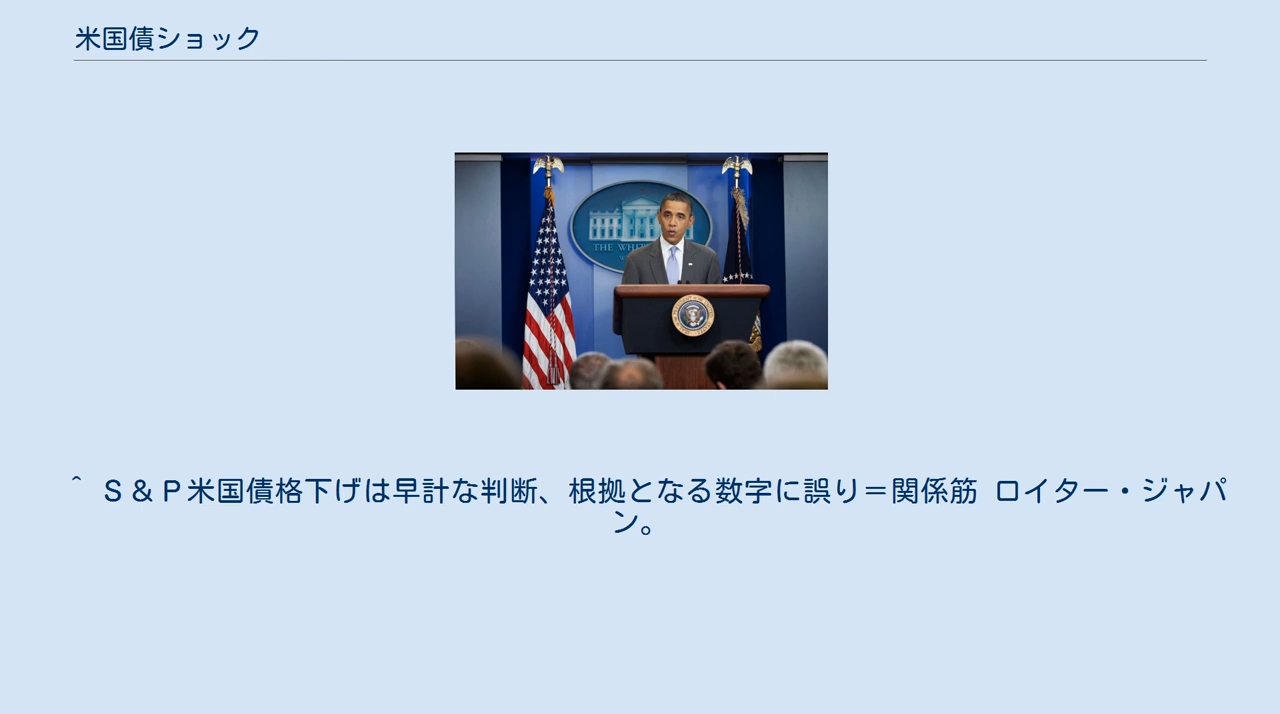 米国債ショック
THE WHI
^ Ｓ＆Ｐ米国債格下げは早計な判断、根拠となる数字に誤り＝関係筋 ロイター・ジャパ
ン。